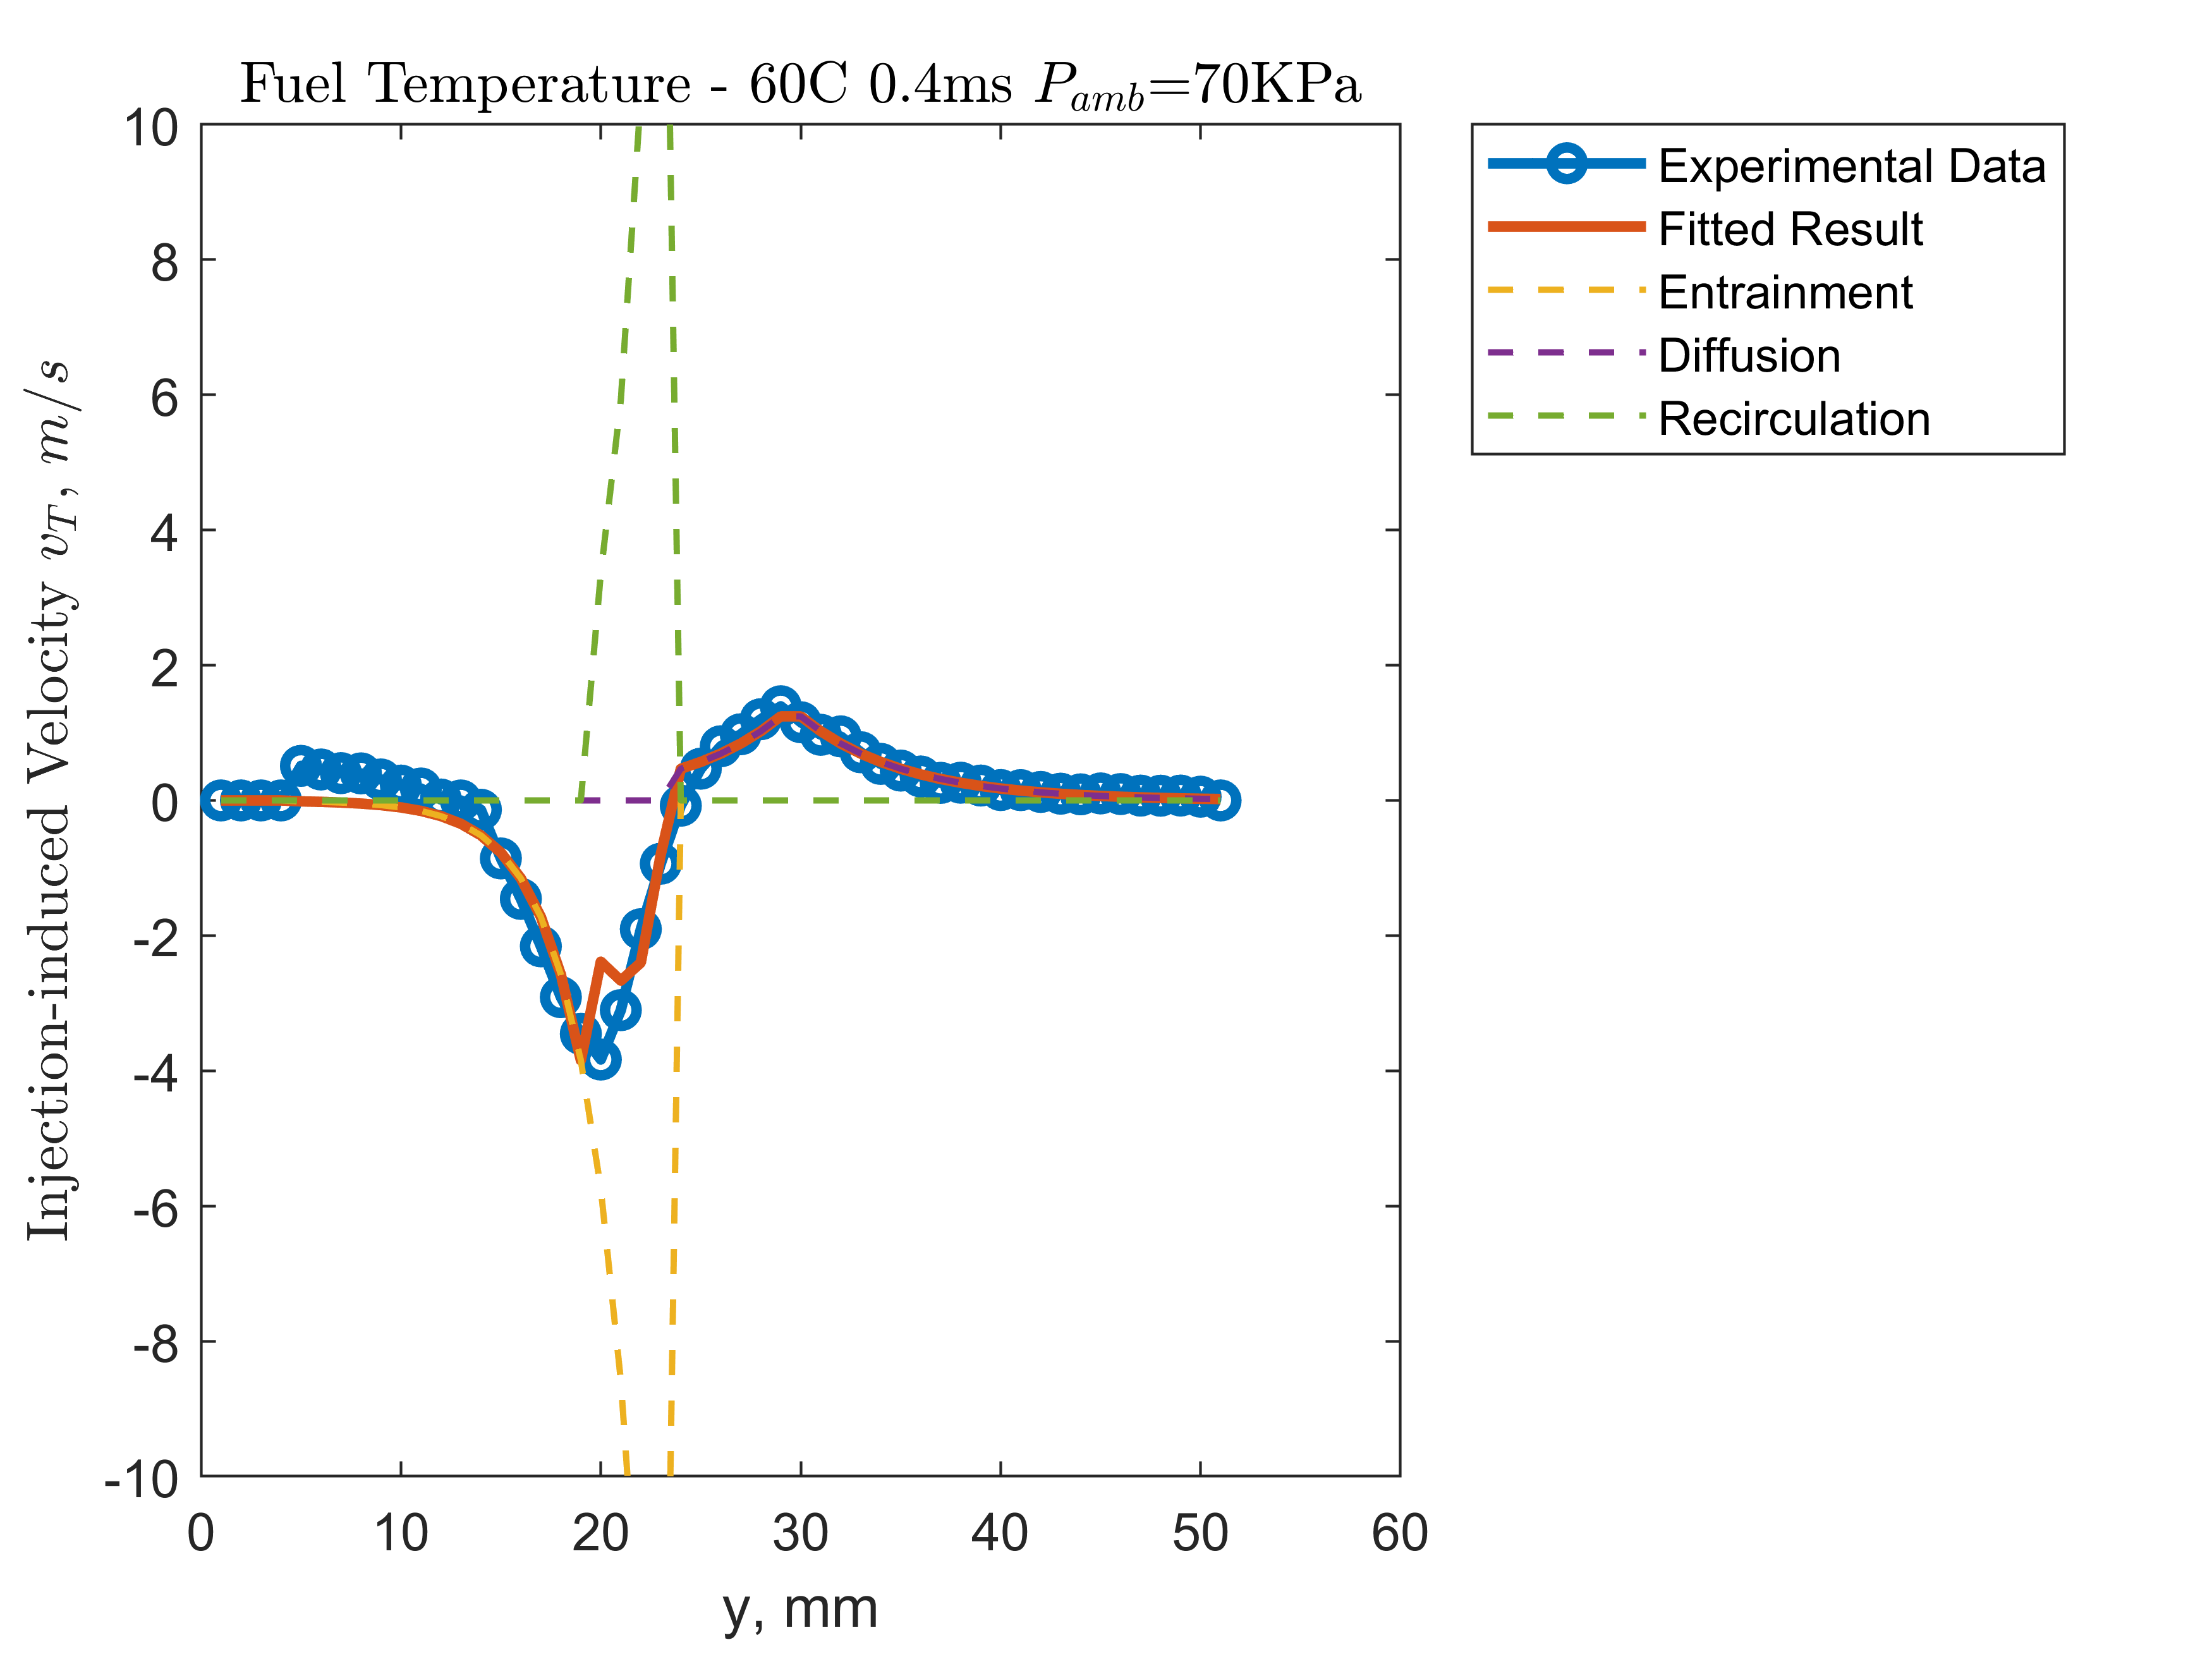 Fuel Temperature - 60C 0.4ms P_amb=70KPa
10
8
6
4
2
0
-2
-4
-6
-8
-10
Injection-induced Velocity v_T, m/s
0 10 20 30 40 50 60
y, mm
Experimental Data
Fitted Result
Entrainment
Diffusion
Recirculation